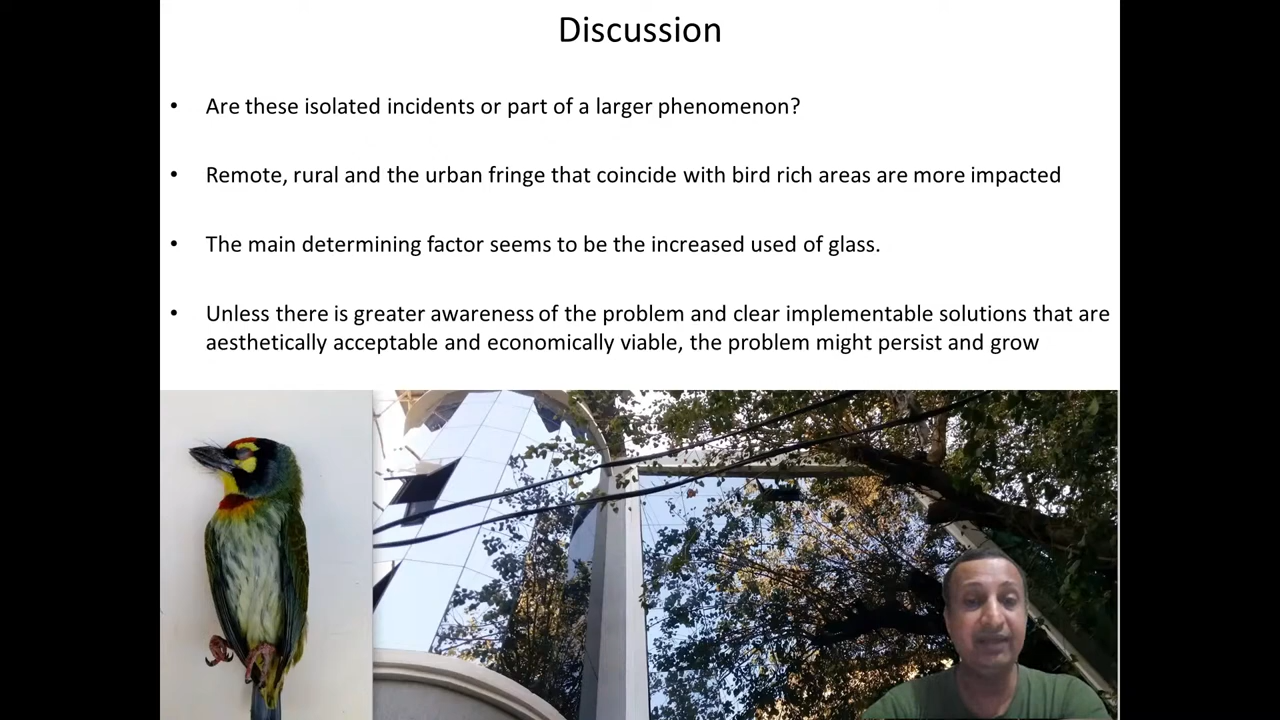 Discussion
• Are these isolated incidents or part of a larger phenomenon?
• Remote, rural and the urban fringe that coincide with bird rich areas are more impacted
• The main determining factor seems to be the increased used of glass.
• Unless there is greater awareness of the problem and clear implementable solutions that are
aesthetically acceptable and economically viable, the problem might persist and grow